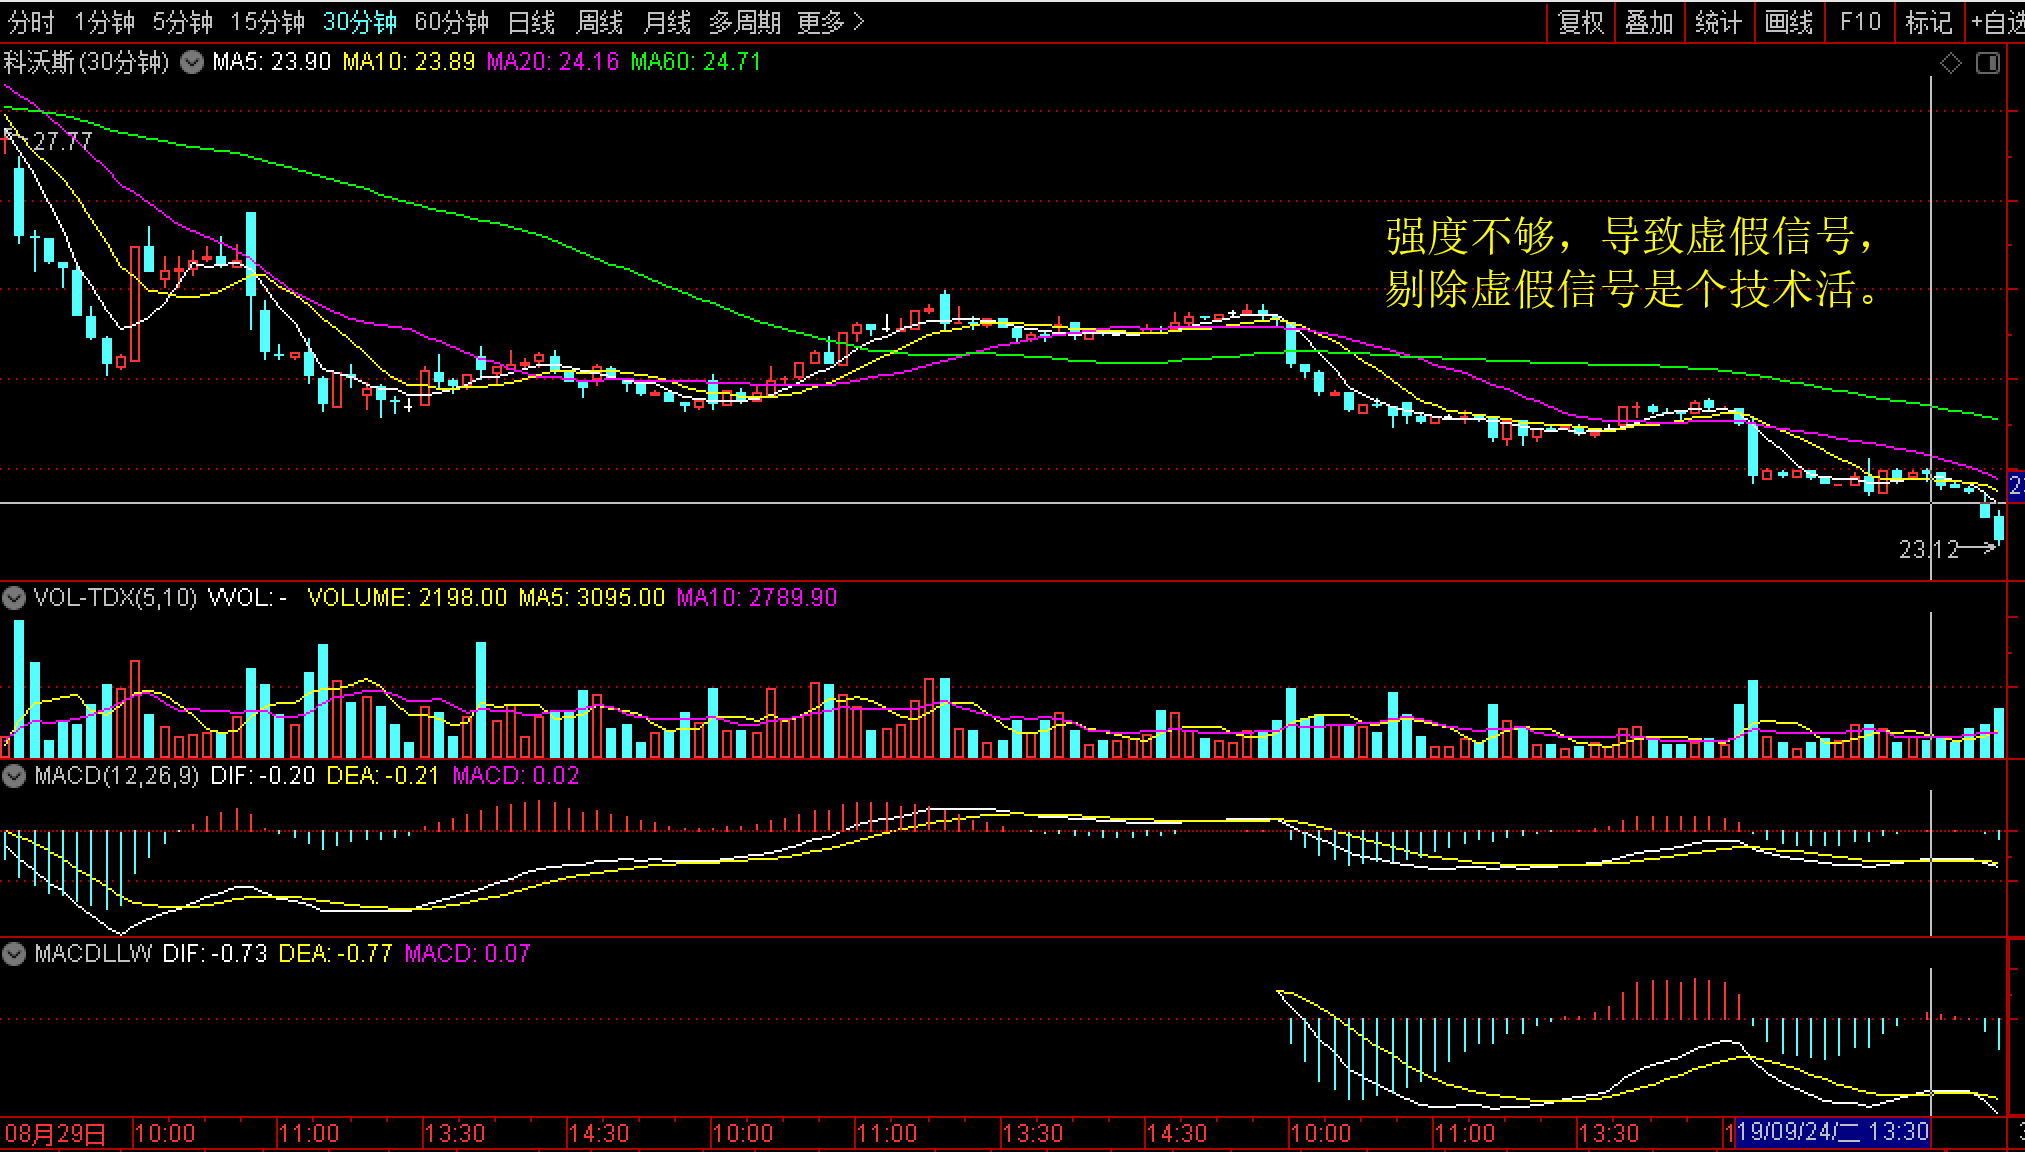 分时 1分钟 5分钟 15分钟 30分钟 60分钟 日线 周线 月线 多周期 更多 复权 叠加 统计 画线 F10 标记 +自选
科沃斯(30分钟) MA5: 23.90 MA10: 23.89 MA20: 24.16 MA60: 24.71
27.77
强度不够，导致虚假信号，
剔除虚假信号是个技术活。
23.12
VOL-TDX(5,10) VVOL: - VOLUME: 2198.00 MA5: 3095.00 MA10: 2789.90
MACD(12,26,9) DIF: -0.20 DEA: -0.21 MACD: 0.02
MACDLLW DIF: -0.73 DEA: -0.77 MACD: 0.07
08月29日 10:00 11:00 13:30 14:30 10:00 11:00 13:30 14:30 10:00 11:00 13:30 19/09/24/二 13:30